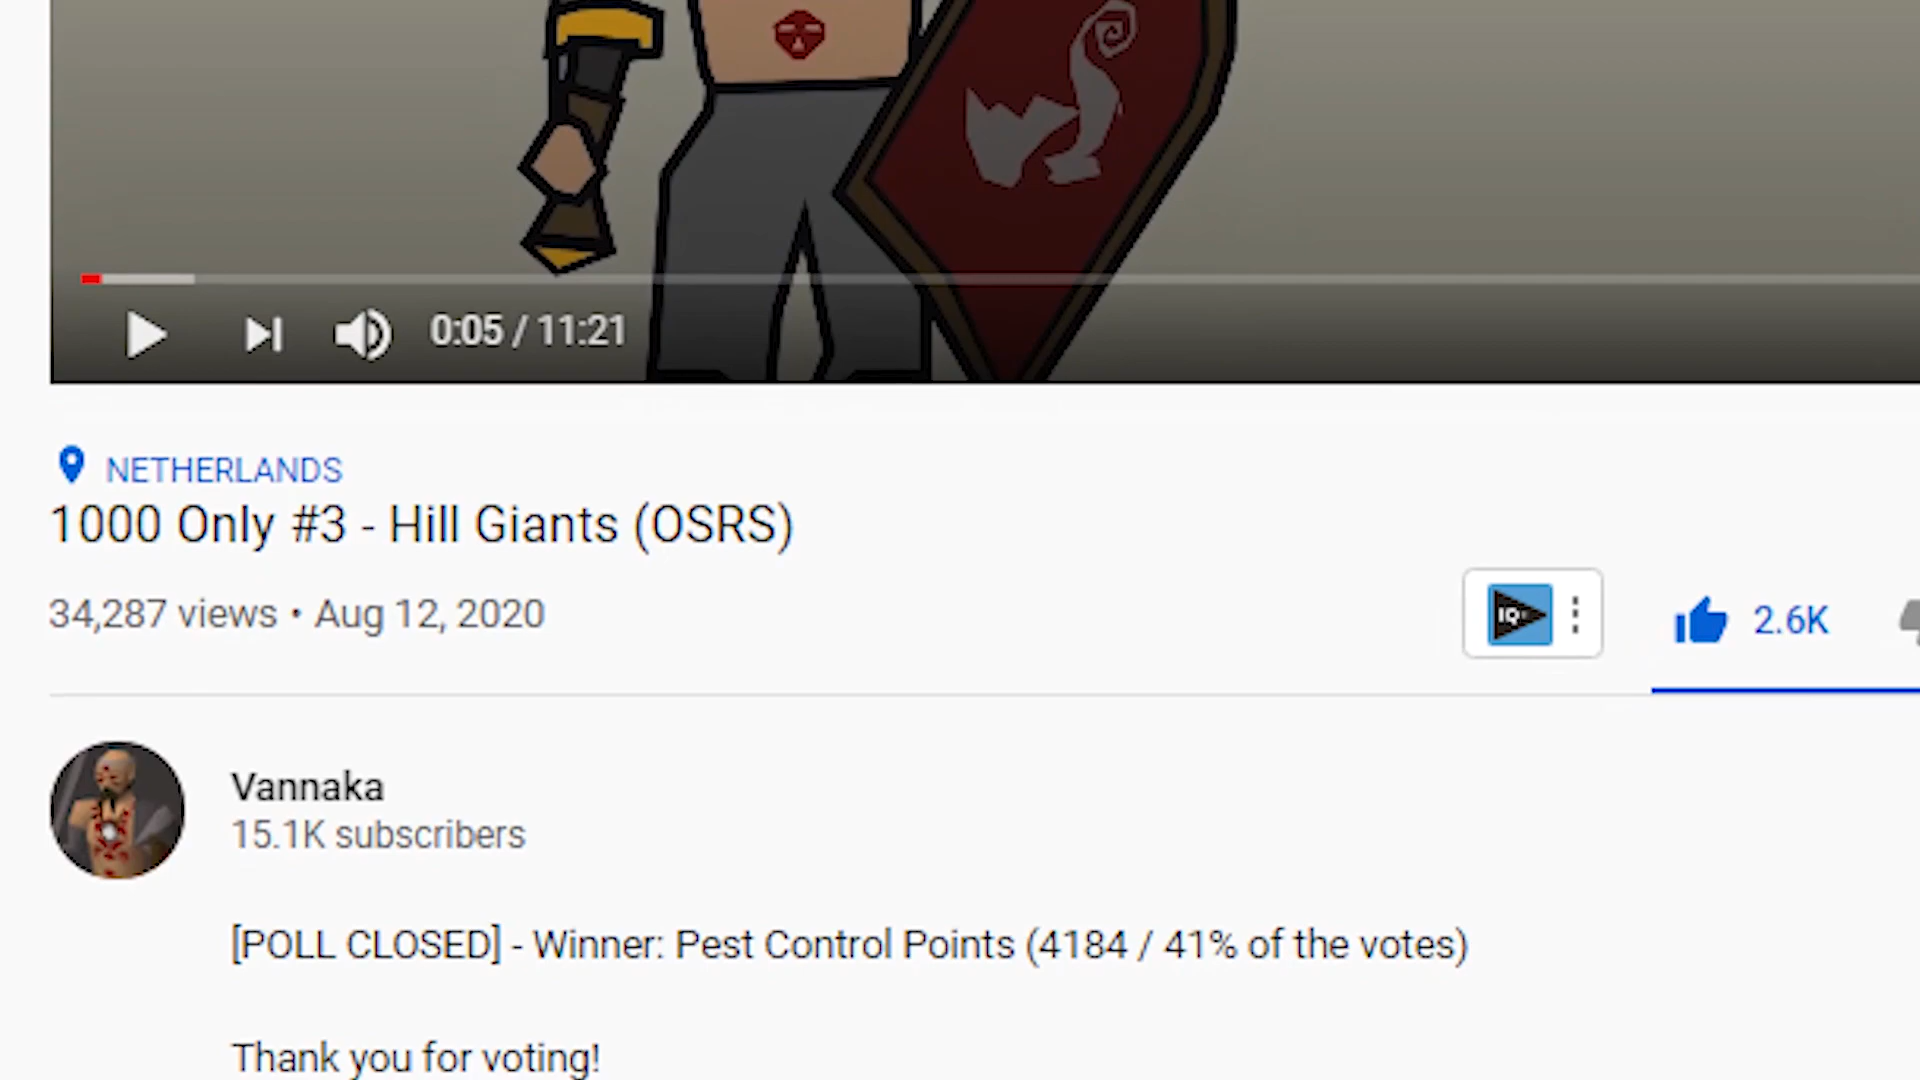 0:05 / 11:21
NETHERLANDS
1000 Only #3 - Hill Giants (OSRS)
34,287 views • Aug 12, 2020
IQ
2.6K
Vannaka
15.1K subscribers
[POLL CLOSED] - Winner: Pest Control Points (4184 / 41% of the votes)
Thank you for voting!